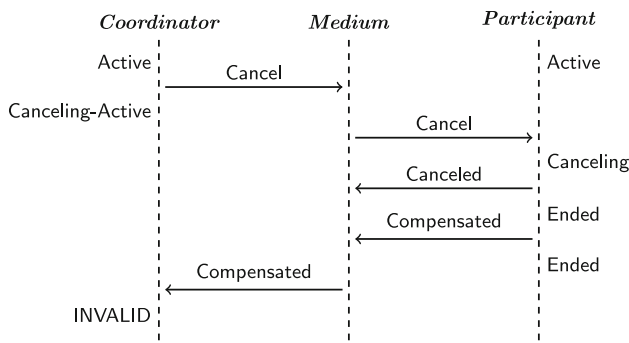 Coordinator Medium Participant
Active Active
Cancel
Canceling-Active
Cancel
Canceling
Canceled
Ended
Compensated
Ended
Compensated
INVALID